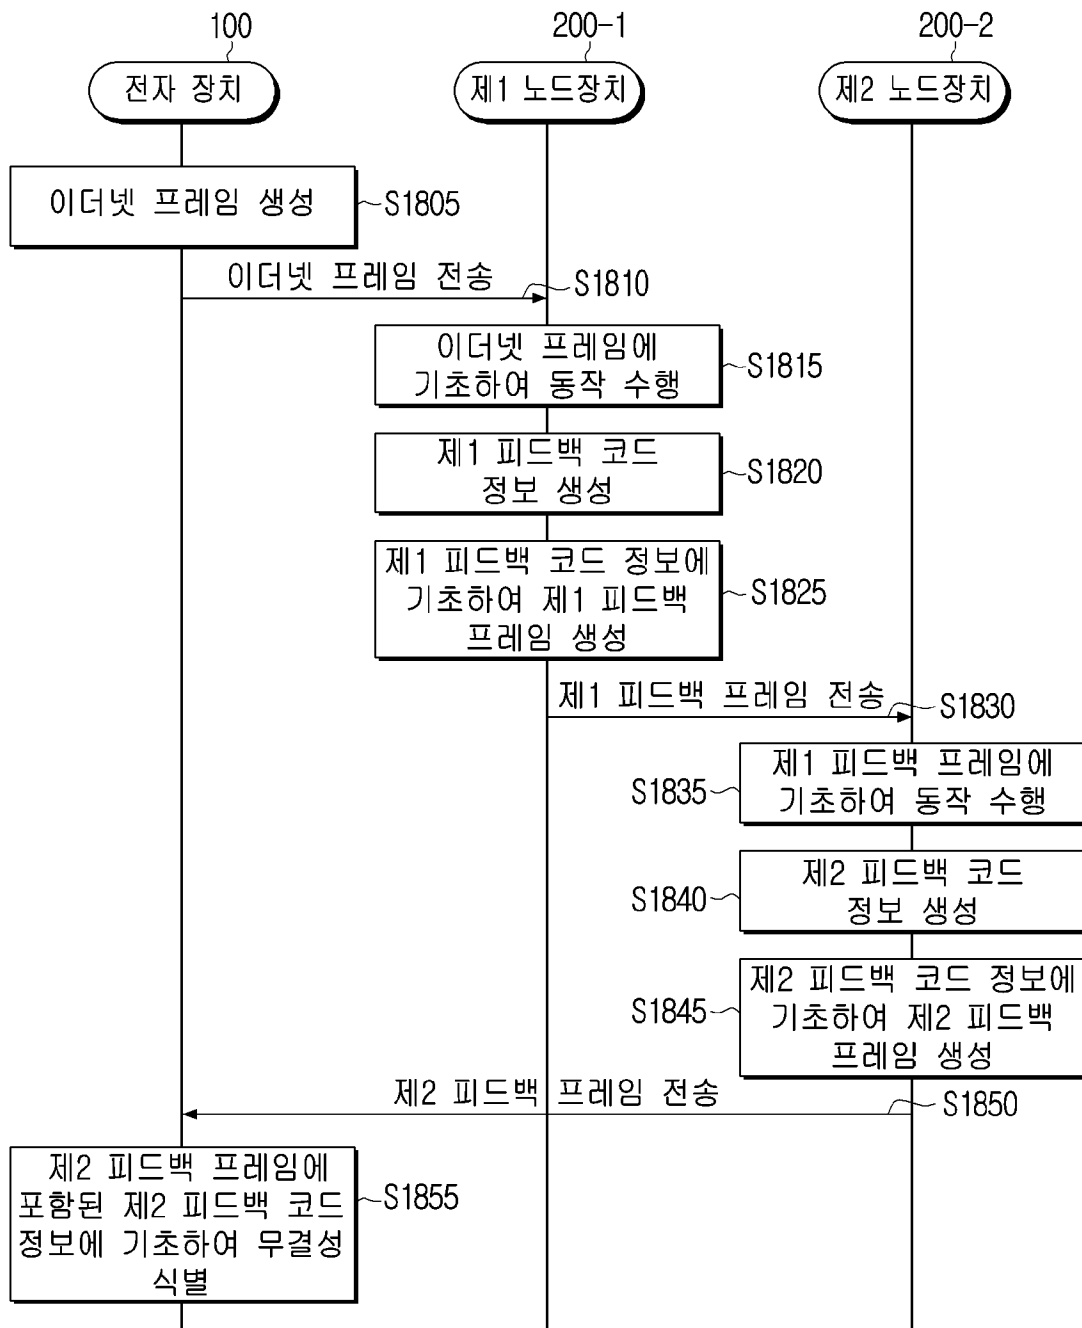 100
200-1
200-2
전자 장치
제1 노드장치
제2 노드장치
이더넷 프레임 생성
S1805
이더넷 프레임 전송
S1810
이더넷 프레임에
기초하여 동작 수행
S1815
제1 피드백 코드
정보 생성
S1820
제1 피드백 코드 정보에
기초하여 제1 피드백
프레임 생성
S1825
제1 피드백 프레임 전송
S1830
제1 피드백 프레임에
기초하여 동작 수행
S1835
제2 피드백 코드
정보 생성
S1840
제2 피드백 코드 정보에
기초하여 제2 피드백
프레임 생성
S1845
제2 피드백 프레임 전송
S1850
제2 피드백 프레임에
포함된 제2 피드백 코드
정보에 기초하여 무결성
식별
S1855